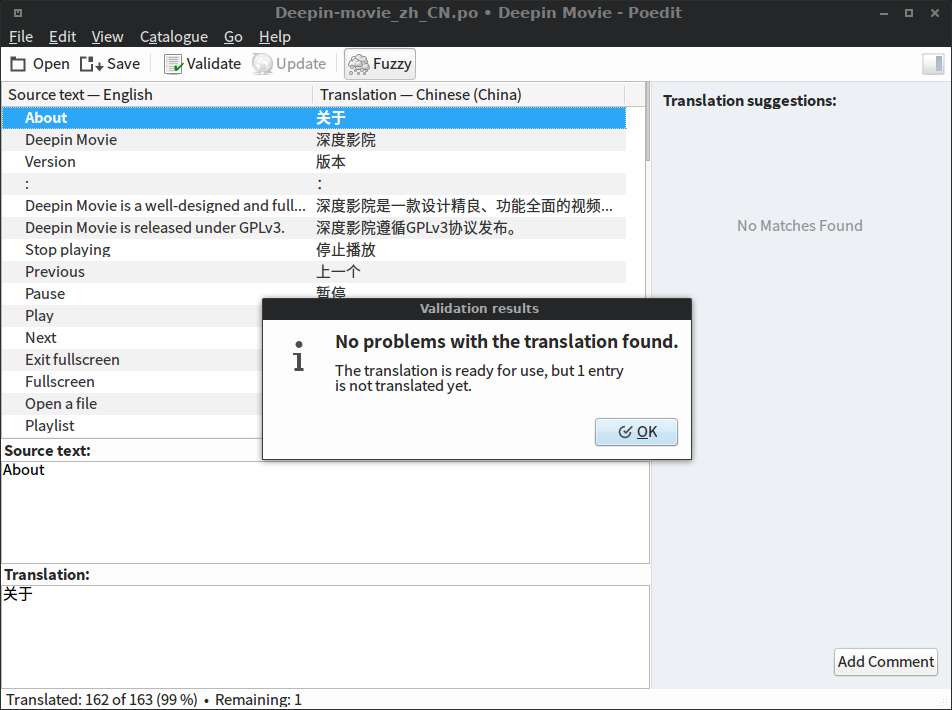 Deepin-movie_zh_CN.po • Deepin Movie - Poedit
File Edit View Catalogue Go Help
Open Save Validate Update Fuzzy
Source text — English Translation — Chinese (China)
About 关于
Deepin Movie 深度影院
Version 版本
: ：
Deepin Movie is a well-designed and full... 深度影院是一款设计精良、功能全面的视频...
Deepin Movie is released under GPLv3. 深度影院遵循GPLv3协议发布。
Stop playing 停止播放
Previous 上一个
Pause 暂停
Play
Next
Exit fullscreen
Fullscreen
Open a file
Playlist
Translation suggestions:
No Matches Found
Validation results
No problems with the translation found.
The translation is ready for use, but 1 entry
is not translated yet.
OK
Source text:
About
Translation:
关于
Add Comment
Translated: 162 of 163 (99 %) • Remaining: 1